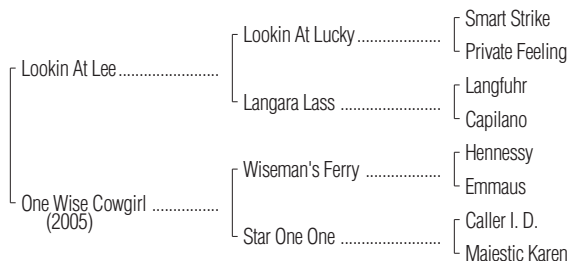 Smart Strike
Lookin At Lucky .......................
Private Feeling
Lookin At Lee .......................
Langfuhr
Langara Lass .......................
Capilano
Hennessy
Wiseman's Ferry .................
Emmaus
One Wise Cowgirl ................
(2005)
Caller I. D.
Star One One .......................
Majestic Karen